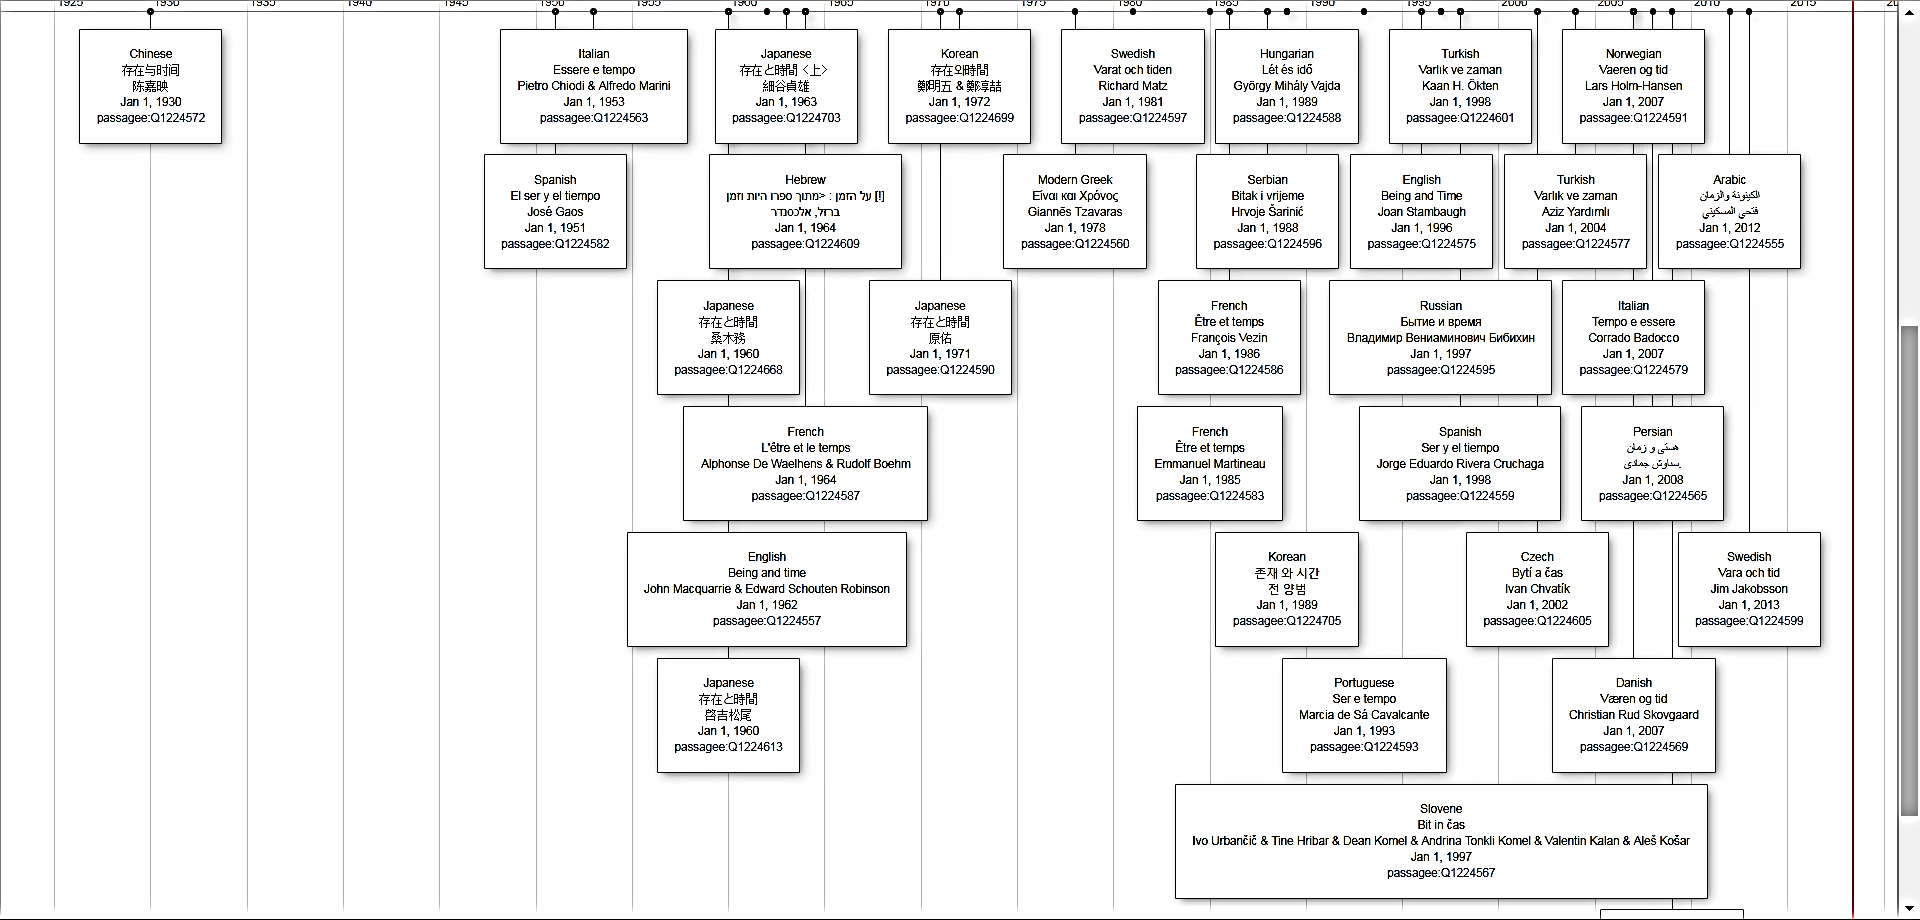 1925 1930 1935 1940 1945 1950 1955 1960 1965 1970 1975 1980 1985 1990 1995 2000 2005 2010 2015
Chinese
存在与时间
陈嘉映
Jan 1, 1930
passagee:Q1224572
Italian
Essere e tempo
Pietro Chiodi & Alfredo Marini
Jan 1, 1953
passagee:Q1224563
Japanese
存在と時間〈上〉
細谷貞雄
Jan 1, 1963
passagee:Q1224703
Korean
存在와時間
鄭明五 & 鄭淳喆
Jan 1, 1972
passagee:Q1224699
Swedish
Varat och tiden
Richard Matz
Jan 1, 1981
passagee:Q1224597
Hungarian
Lét és idő
György Mihály Vajda
Jan 1, 1989
passagee:Q1224588
Turkish
Varlık ve zaman
Kaan H. Ökten
Jan 1, 1998
passagee:Q1224601
Norwegian
Vaeren og tid
Lars Holm-Hansen
Jan 1, 2007
passagee:Q1224591
Spanish
El ser y el tiempo
José Gaos
Jan 1, 1951
passagee:Q1224582
Hebrew
[!] על הזמן : <מתוך ספרו היות וזמן
ברזל, אלכסנדר
Jan 1, 1964
passagee:Q1224609
Modern Greek
Είναι και Χρόνος
Giannēs Tzavaras
Jan 1, 1978
passagee:Q1224560
Serbian
Bitak i vrijeme
Hrvoje Šarinić
Jan 1, 1988
passagee:Q1224596
English
Being and Time
Joan Stambaugh
Jan 1, 1996
passagee:Q1224575
Turkish
Varlık ve zaman
Aziz Yardımlı
Jan 1, 2004
passagee:Q1224577
Arabic
الكينونة والزمان
فتحي المسكيني
Jan 1, 2012
passagee:Q1224555
Japanese
存在と時間
桑木務
Jan 1, 1960
passagee:Q1224668
Japanese
存在と時間
原佑
Jan 1, 1971
passagee:Q1224590
French
Être et temps
François Vezin
Jan 1, 1986
passagee:Q1224586
Russian
Бытие и время
Владимир Вениаминович Бибихин
Jan 1, 1997
passagee:Q1224595
Italian
Tempo e essere
Corrado Badocco
Jan 1, 2007
passagee:Q1224579
French
L'être et le temps
Alphonse De Waelhens & Rudolf Boehm
Jan 1, 1964
passagee:Q1224587
French
Être et temps
Emmanuel Martineau
Jan 1, 1985
passagee:Q1224583
Spanish
Ser y el tiempo
Jorge Eduardo Rivera Cruchaga
Jan 1, 1998
passagee:Q1224559
Persian
هستی و زمان
جمادی
Jan 1, 2008
passagee:Q1224565
English
Being and time
John Macquarrie & Edward Schouten Robinson
Jan 1, 1962
passagee:Q1224557
Korean
존재 와 시간
전 양범
Jan 1, 1989
passagee:Q1224705
Czech
Bytí a čas
Ivan Chvatík
Jan 1, 2002
passagee:Q1224605
Swedish
Vara och tid
Jim Jakobsson
Jan 1, 2013
passagee:Q1224599
Japanese
存在と時間
啓吉松尾
Jan 1, 1960
passagee:Q1224613
Portuguese
Ser e tempo
Marcia de Sá Cavalcante
Jan 1, 1993
passagee:Q1224593
Danish
Væren og tid
Christian Rud Skovgaard
Jan 1, 2007
passagee:Q1224569
Slovene
Bit in čas
Ivo Urbančič & Tine Hribar & Dean Komel & Andrina Tonkli Komel & Valentin Kalan & Aleš Košar
Jan 1, 1997
passagee:Q1224567